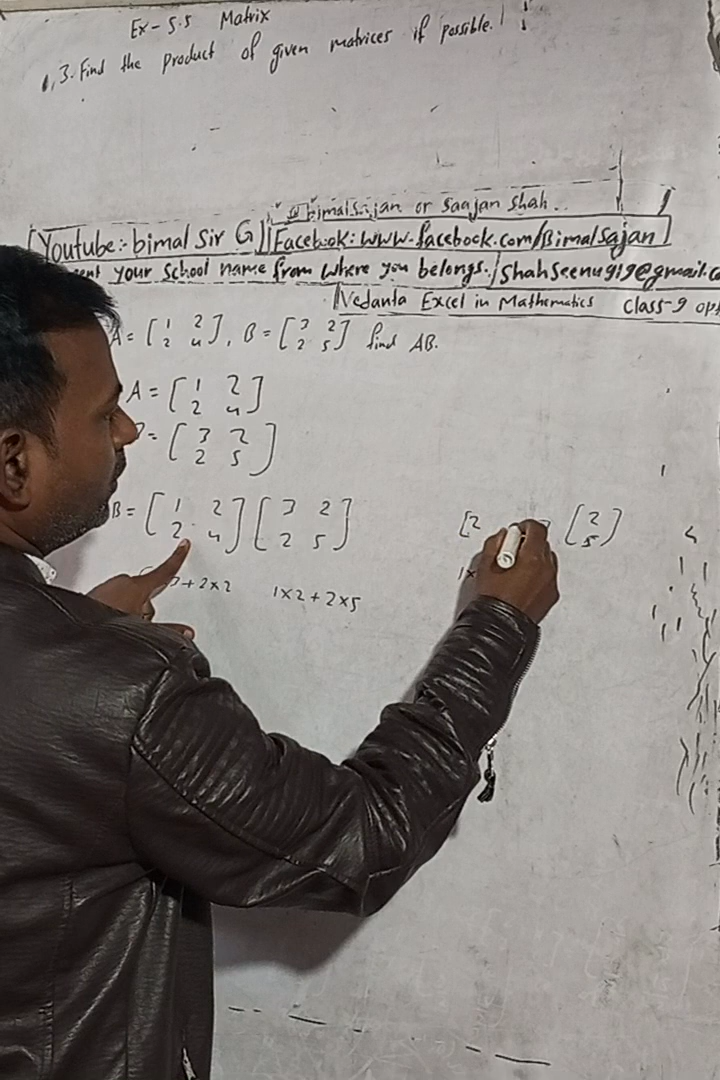 Ex - 5.5 Matrix
3. Find the product of given matrices if possible.
bimalsajan or Saajan Shah..
Youtube:- bimal Sir G Facebook: www.facebook.com/Bimalsajan
your School name from where you belongs. shahseenu919@gmail.co
Vedanta Excel in Mathematics Class-9 opt
A = [ 1 2 ], B = [ 3 2 ] find AB.
2 4 2 5
A = [ 1 2 ]
2 4
= [ 3 2 ]
2 5
B = [ 1 2 ] [ 3 2 ] [ 2 [ 2 ]
2 4 2 5 5
+ 2 x 2 1 x 2 + 2 x 5 1x